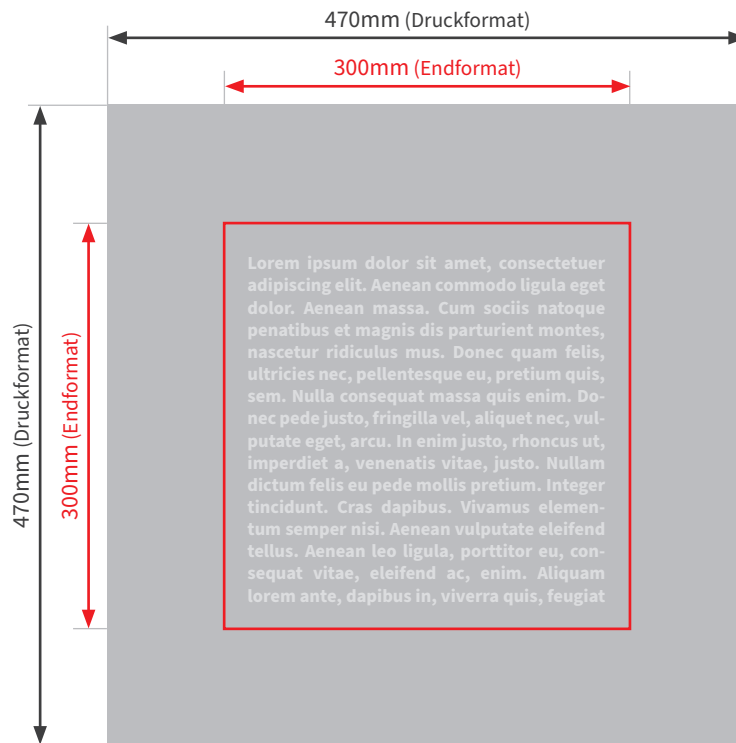 470mm (Druckformat)
300mm (Endformat)
470mm (Druckformat)
300mm (Endformat)
Lorem ipsum dolor sit amet, consectetuer
adipiscing elit. Aenean commodo ligula eget
dolor. Aenean massa. Cum sociis natoque
penatibus et magnis dis parturient montes,
nascetur ridiculus mus. Donec quam felis,
ultricies nec, pellentesque eu, pretium quis,
sem. Nulla consequat massa quis enim. Do-
nec pede justo, fringilla vel, aliquet nec, vul-
putate eget, arcu. In enim justo, rhoncus ut,
imperdiet a, venenatis vitae, justo. Nullam
dictum felis eu pede mollis pretium. Integer
tincidunt. Cras dapibus. Vivamus elemen-
tum semper nisi. Aenean vulputate eleifend
tellus. Aenean leo ligula, porttitor eu, con-
sequat vitae, eleifend ac, enim. Aliquam
lorem ante, dapibus in, viverra quis, feugiat